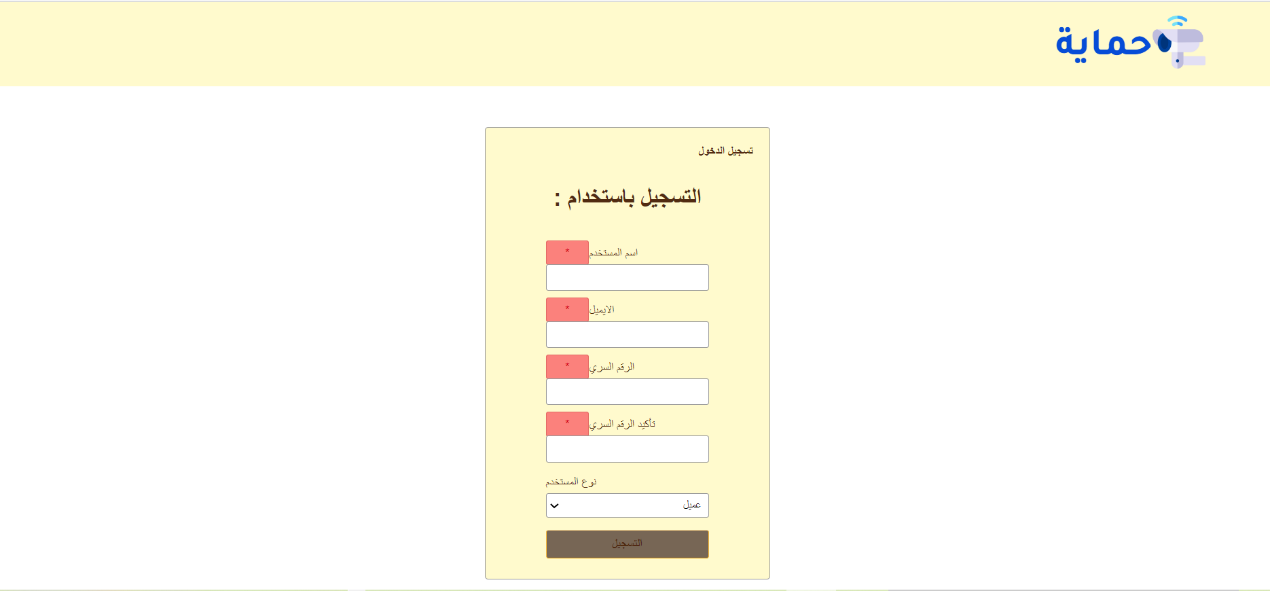 حماية
تسجيل الدخول
التسجيل باستخدام :
اسم المستخدم *
الايميل *
الرقم السري *
تأكيد الرقم السري *
نوع المستخدم
عميل
التسجيل